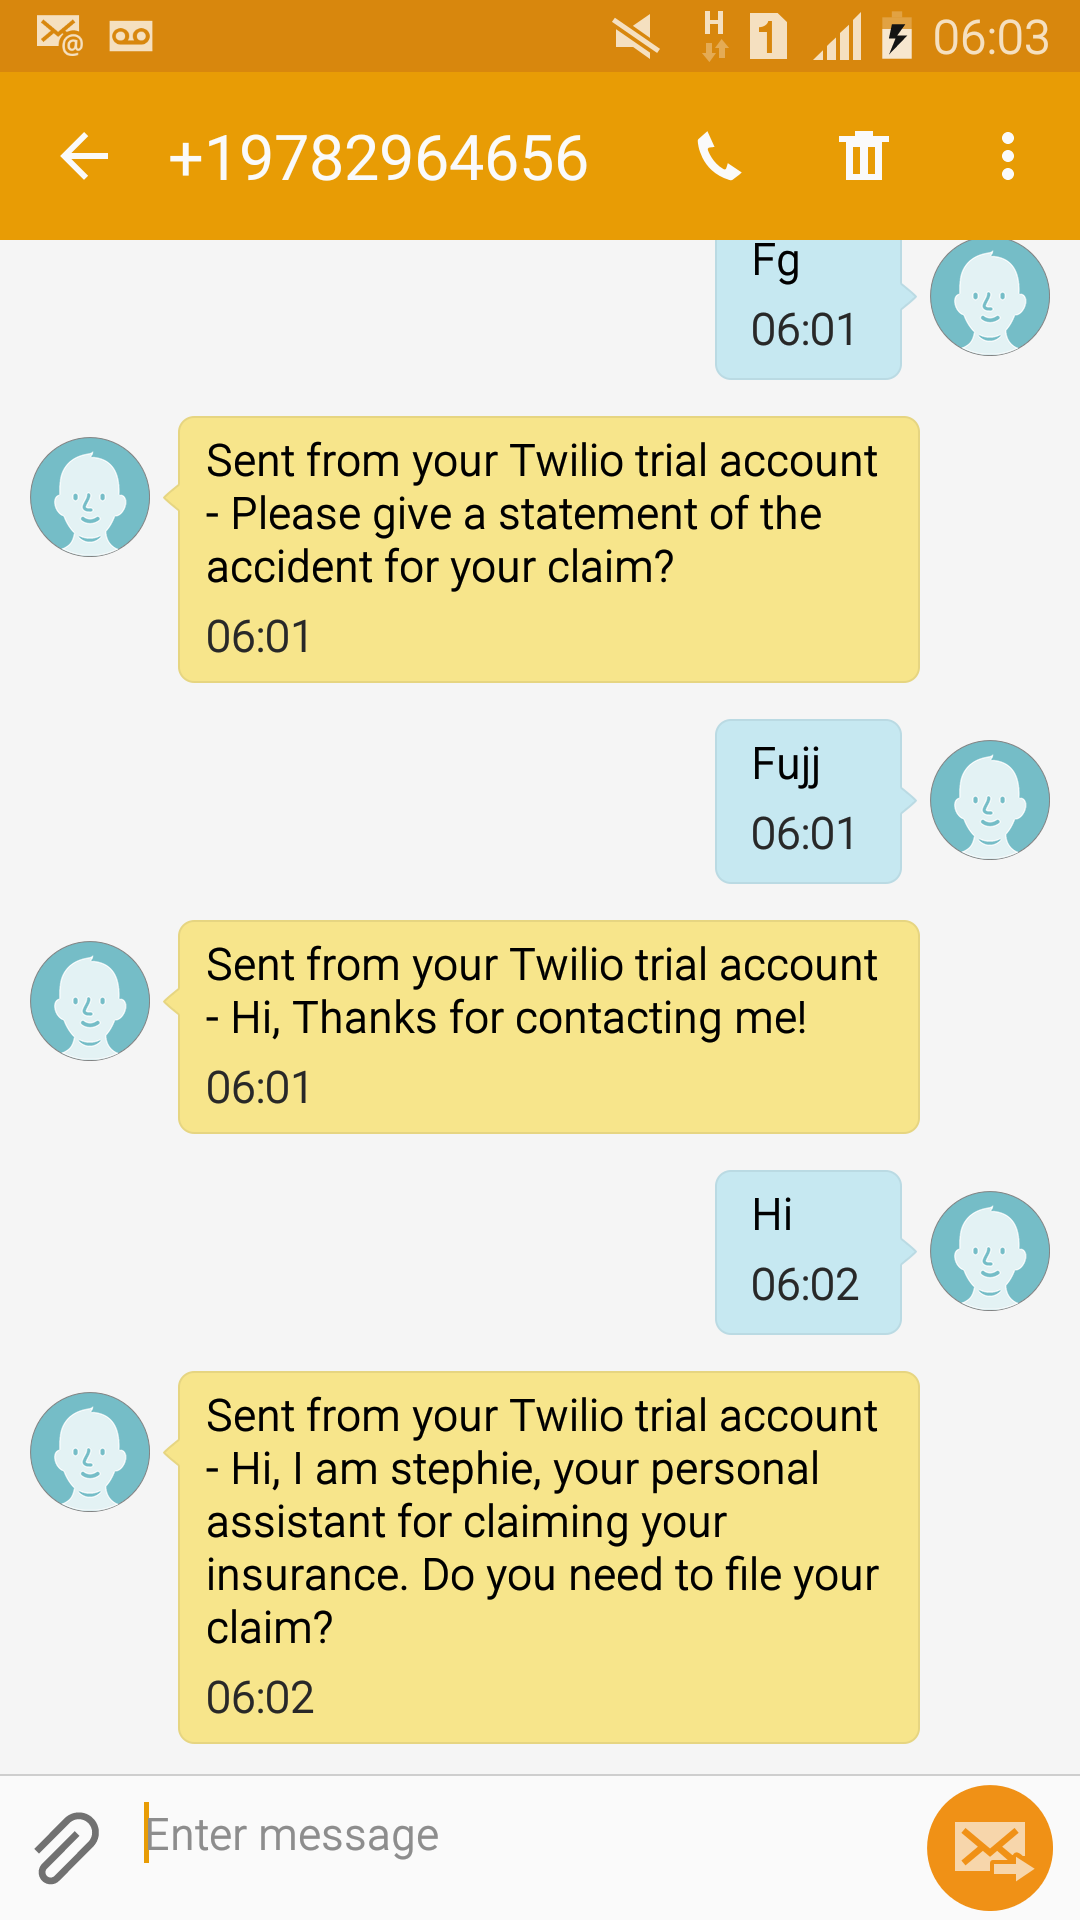 H
1
06:03
+19782964656
Fg
06:01
Sent from your Twilio trial account
- Please give a statement of the
accident for your claim?
06:01
Fujj
06:01
Sent from your Twilio trial account
- Hi, Thanks for contacting me!
06:01
Hi
06:02
Sent from your Twilio trial account
- Hi, I am stephie, your personal
assistant for claiming your
insurance. Do you need to file your
claim?
06:02
Enter message